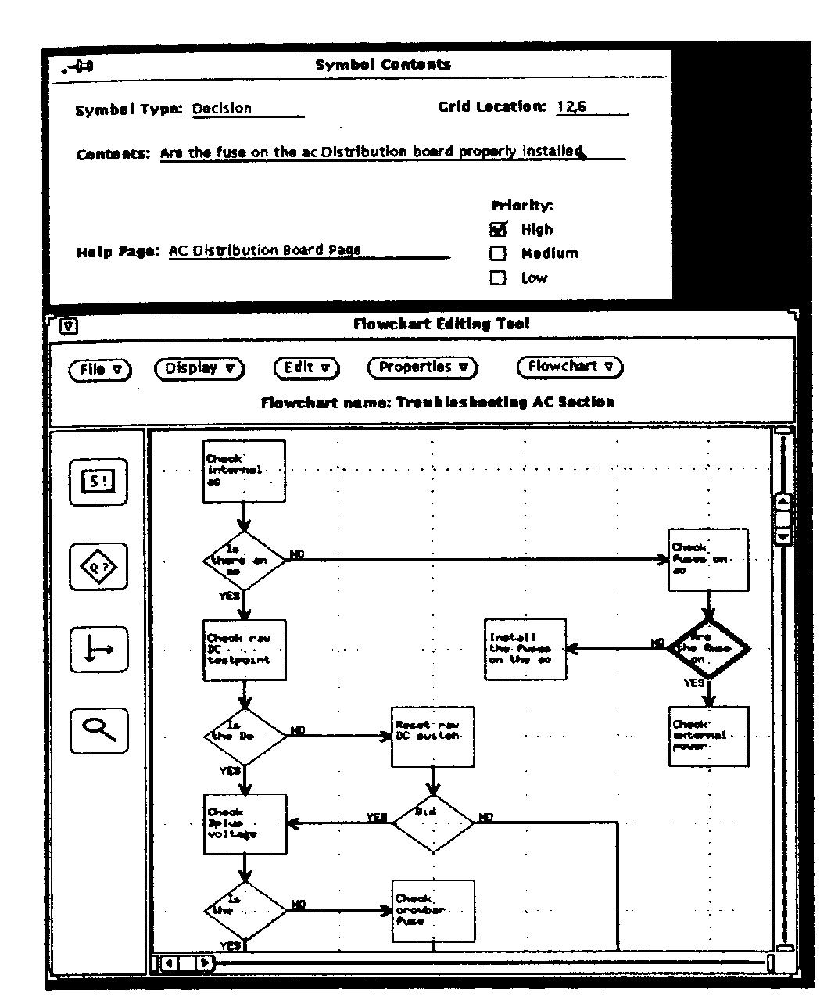 Symbol Contents
Symbol Type: Decision
Grid Location: 12,6
Contents: Are the fuse on the ac Distribution board properly installed
Priority:
High
Medium
Low
Help Page: AC Distribution Board Page
Flowchart Editing Tool
File
Display
Edit
Properties
Flowchart
Flowchart name: Troubleshooting AC Section
S!
Q?
Check
internal
ac
Is
there an
ac
NO
YES
Check
fuses on
ac
Check raw
DC
testpoint
Install
the fuses
on the ac
NO
Are
the fuse
on
YES
Is
the Dc
NO
YES
Reset raw
DC switch
Check
external
power
Check
Bplus
voltage
YES
Did
NO
Is
the
NO
YES
Check
crowbar
fuse